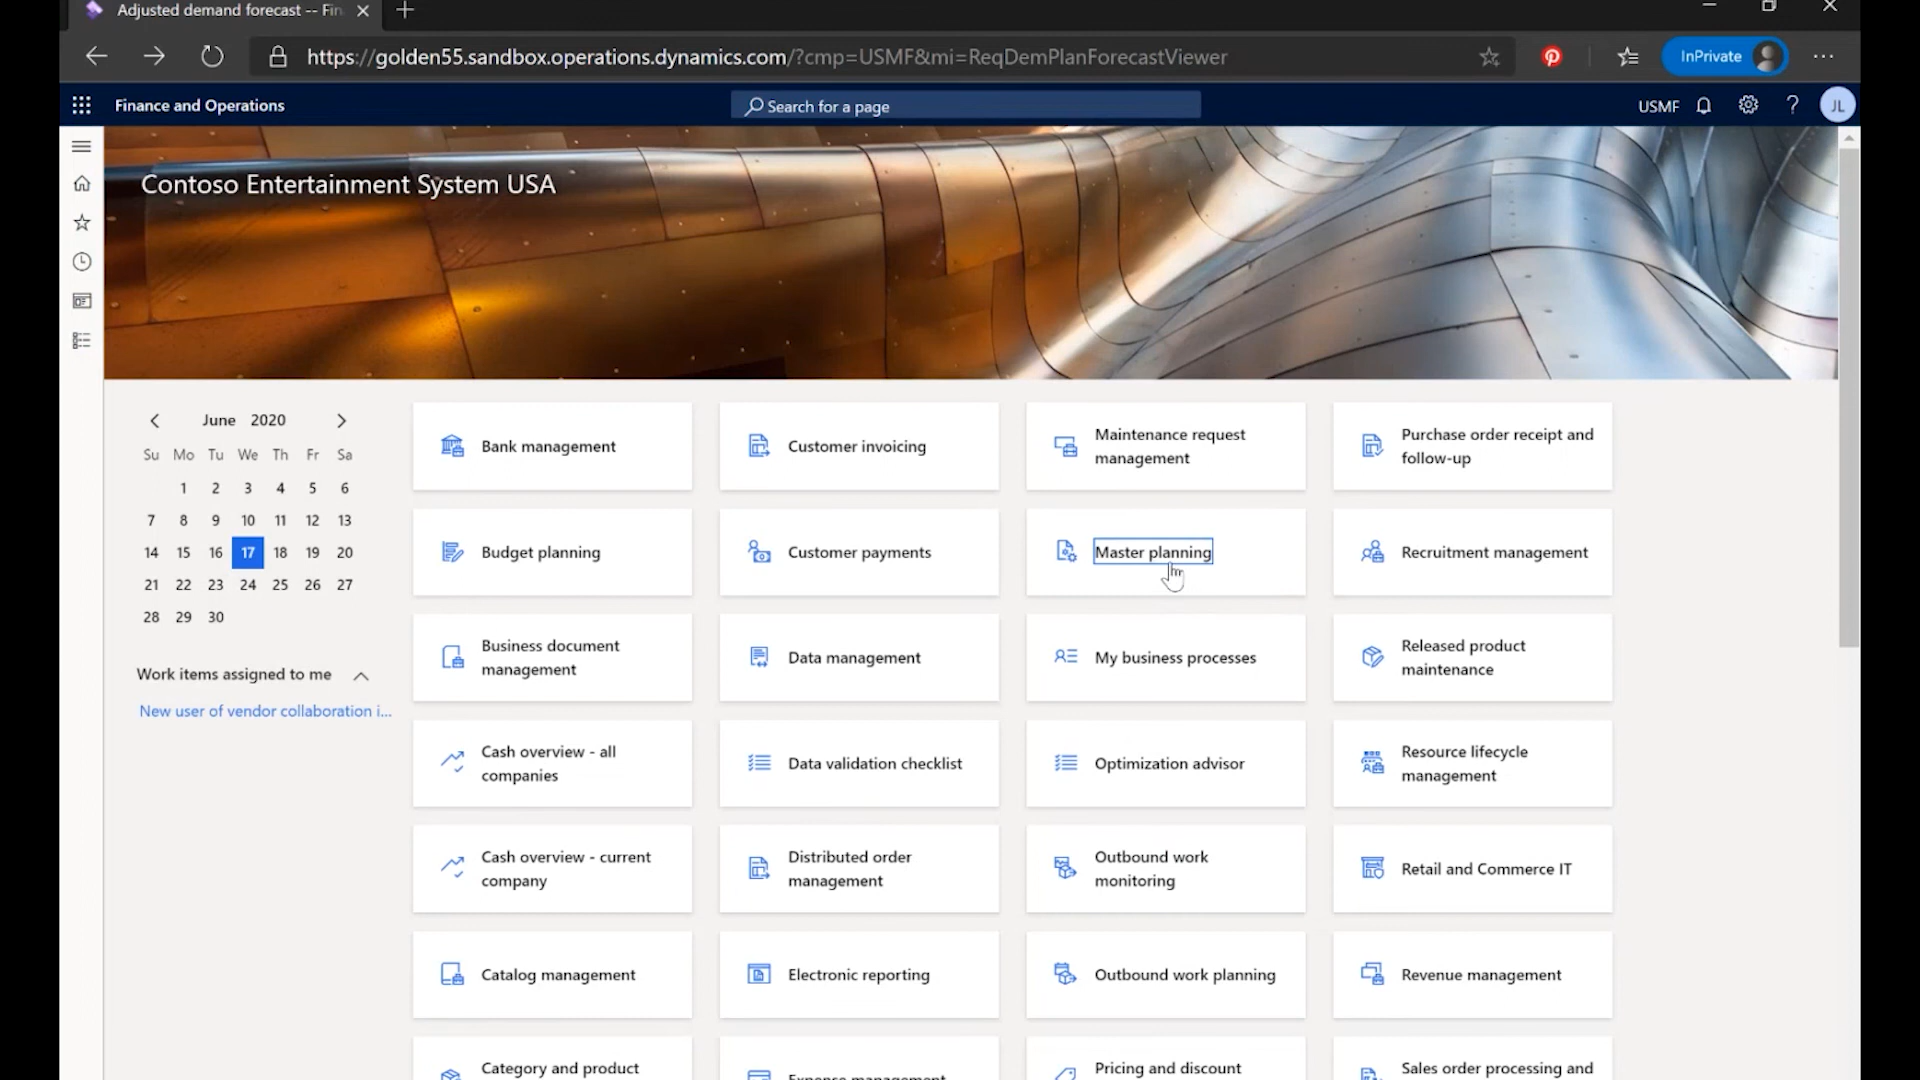 Adjusted demand forecast -- Fin
https://golden55.sandbox.operations.dynamics.com/?cmp=USMF&mi=ReqDemPlanForecastViewer
InPrivate
Finance and Operations
Search for a page
USMF
?
JL
Contoso Entertainment System USA
June 2020
Su Mo Tu We Th Fr Sa
1 2 3 4 5 6
7 8 9 10 11 12 13
14 15 16 17 18 19 20
21 22 23 24 25 26 27
28 29 30
Work items assigned to me
New user of vendor collaboration i...
Bank management
Customer invoicing
Maintenance request
management
Purchase order receipt and
follow-up
Budget planning
Customer payments
Master planning
Recruitment management
Business document
management
Data management
My business processes
Released product
maintenance
Cash overview - all
companies
Data validation checklist
Optimization advisor
Resource lifecycle
management
Cash overview - current
company
Distributed order
management
Outbound work
monitoring
Retail and Commerce IT
Catalog management
Electronic reporting
Outbound work planning
Revenue management
Category and product
Expense management
Pricing and discount
Sales order processing and